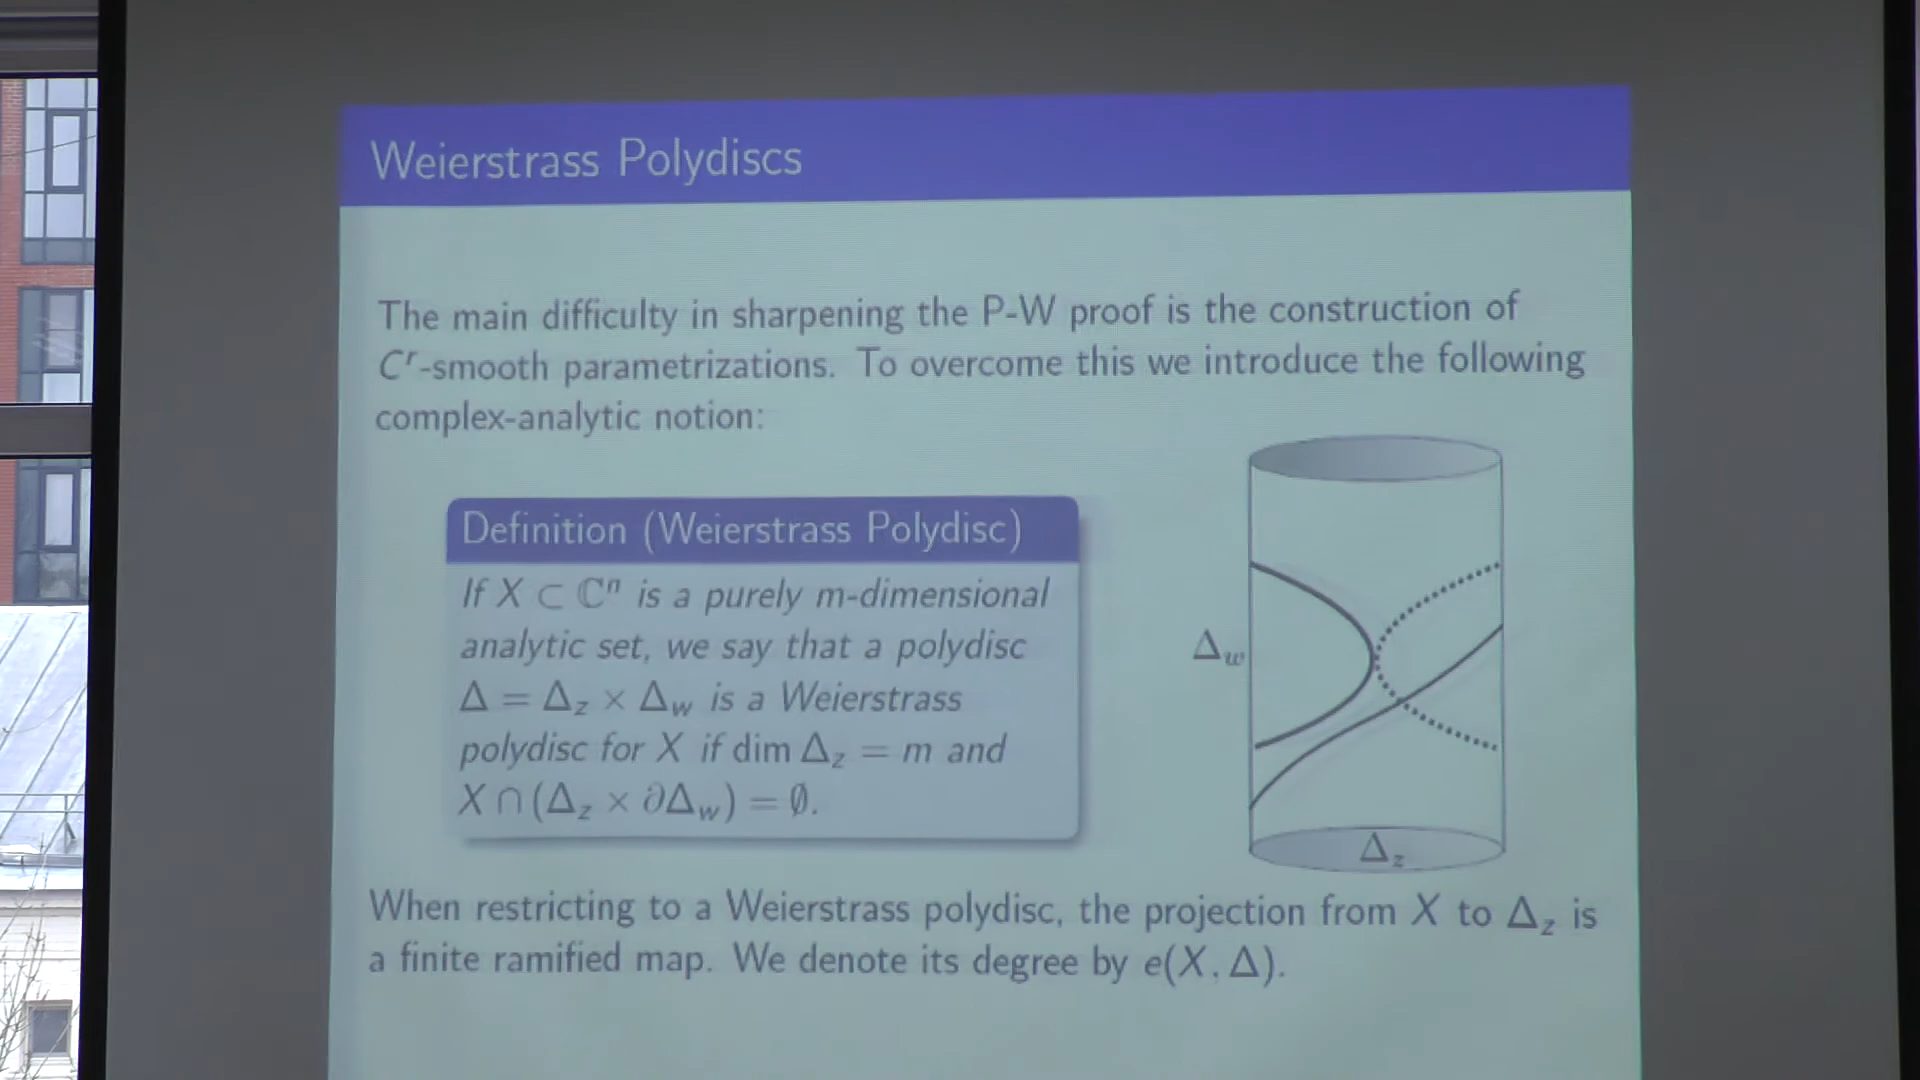 Weierstrass Polydiscs
The main difficulty in sharpening the P-W proof is the construction of
Cʳ-smooth parametrizations. To overcome this we introduce the following
complex-analytic notion:
Definition (Weierstrass Polydisc)
If X ⊂ ℂⁿ is a purely m-dimensional
analytic set, we say that a polydisc
Δ = Δ_z × Δ_w is a Weierstrass
polydisc for X if dim Δ_z = m and
X ∩ (Δ_z × ∂Δ_w) = ∅.
Δ_w
Δ_z
When restricting to a Weierstrass polydisc, the projection from X to Δ_z is
a finite ramified map. We denote its degree by e(X, Δ).